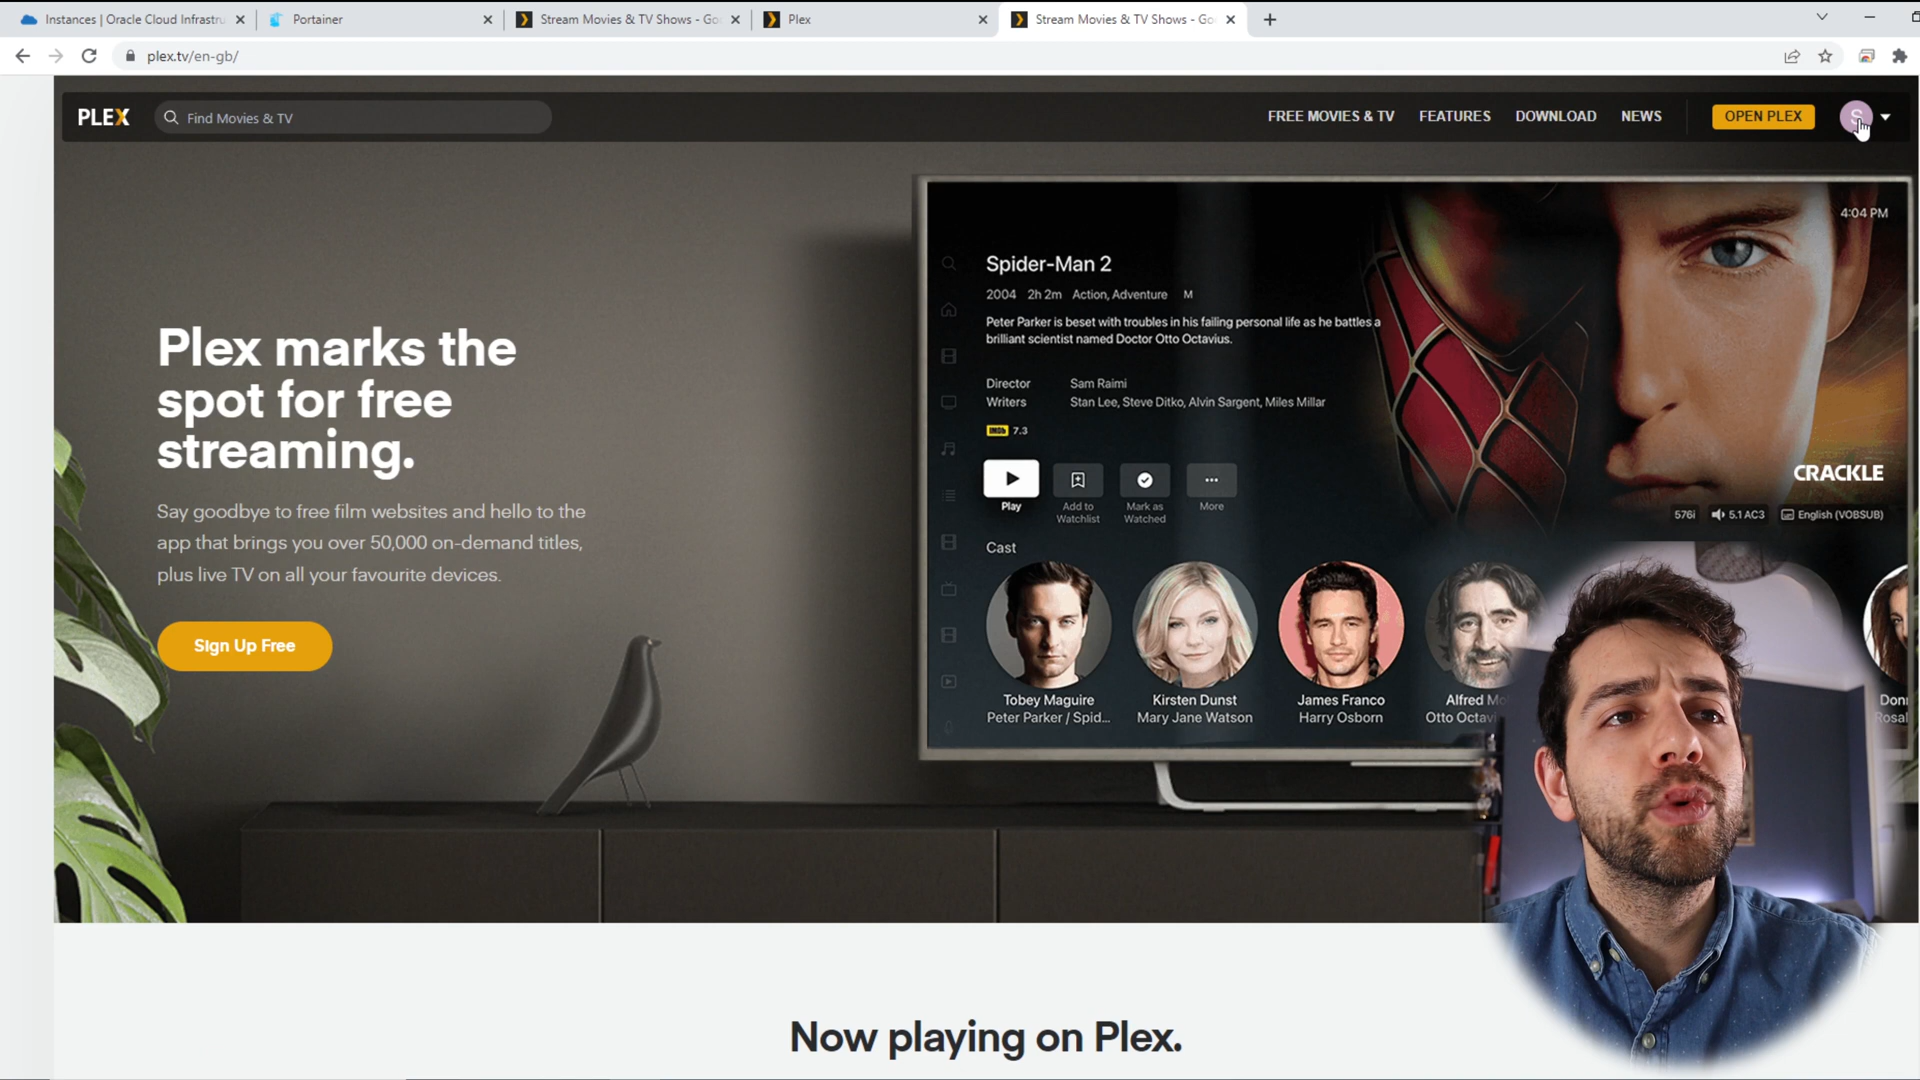 Instances | Oracle Cloud Infrastru
Portainer
Stream Movies & TV Shows - Go
Plex
Stream Movies & TV Shows - Go
plex.tv/en-gb/
PLEX
Find Movies & TV
FREE MOVIES & TV
FEATURES
DOWNLOAD
NEWS
OPEN PLEX
S
4:04 PM
Spider-Man 2
2004 2h 2m Action, Adventure M
Peter Parker is beset with troubles in his failing personal life as he battles a
brilliant scientist named Doctor Otto Octavius.
Director Sam Raimi
Writers Stan Lee, Steve Ditko, Alvin Sargent, Miles Millar
IMDb 7.3
Plex marks the
spot for free
streaming.
CRACKLE
Play
Add to
Watchlist
Mark as
Watched
More
576i 5.1 AC3 English (VOBSUB)
Say goodbye to free film websites and hello to the
app that brings you over 50,000 on-demand titles,
plus live TV on all your favourite devices.
Sign Up Free
Cast
Tobey Maguire
Peter Parker / Spid...
Kirsten Dunst
Mary Jane Watson
James Franco
Harry Osborn
Alfred Mo
Otto Octavi
Don
Rosal
Now playing on Plex.